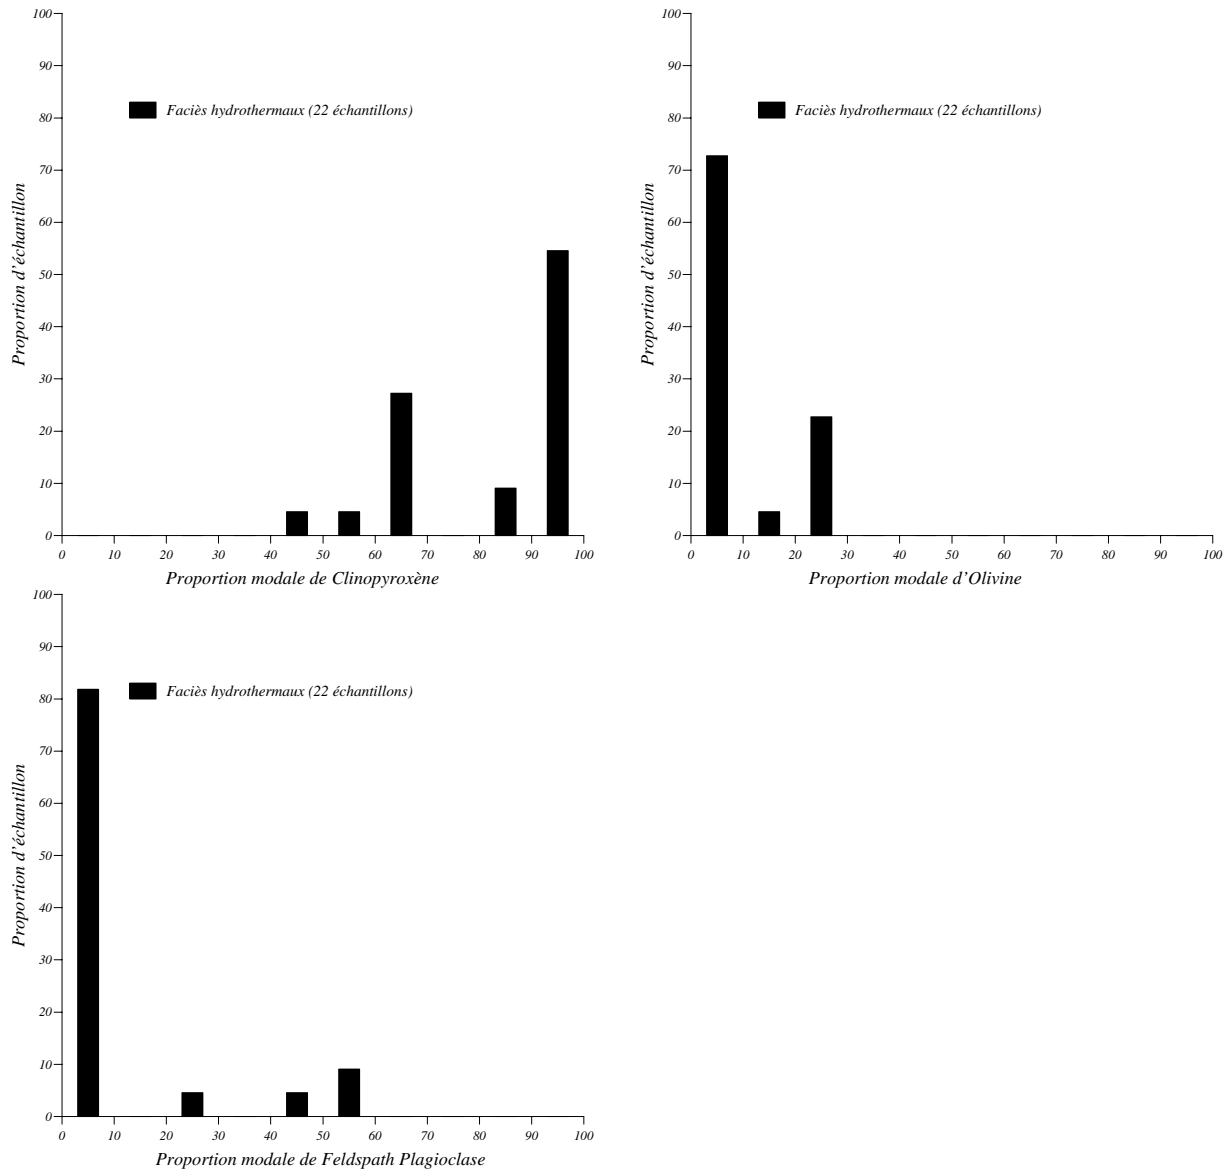 100
90
80
70
60
50
40
30
20
10
0
Proportion d'échantillon
Faciès hydrothermaux (22 échantillons)
0 10 20 30 40 50 60 70 80 90 100
Proportion modale de Clinopyroxène
100
90
80
70
60
50
40
30
20
10
0
Proportion d'échantillon
Faciès hydrothermaux (22 échantillons)
0 10 20 30 40 50 60 70 80 90 100
Proportion modale d'Olivine
100
90
80
70
60
50
40
30
20
10
0
Proportion d'échantillon
Faciès hydrothermaux (22 échantillons)
0 10 20 30 40 50 60 70 80 90 100
Proportion modale de Feldspath Plagioclase